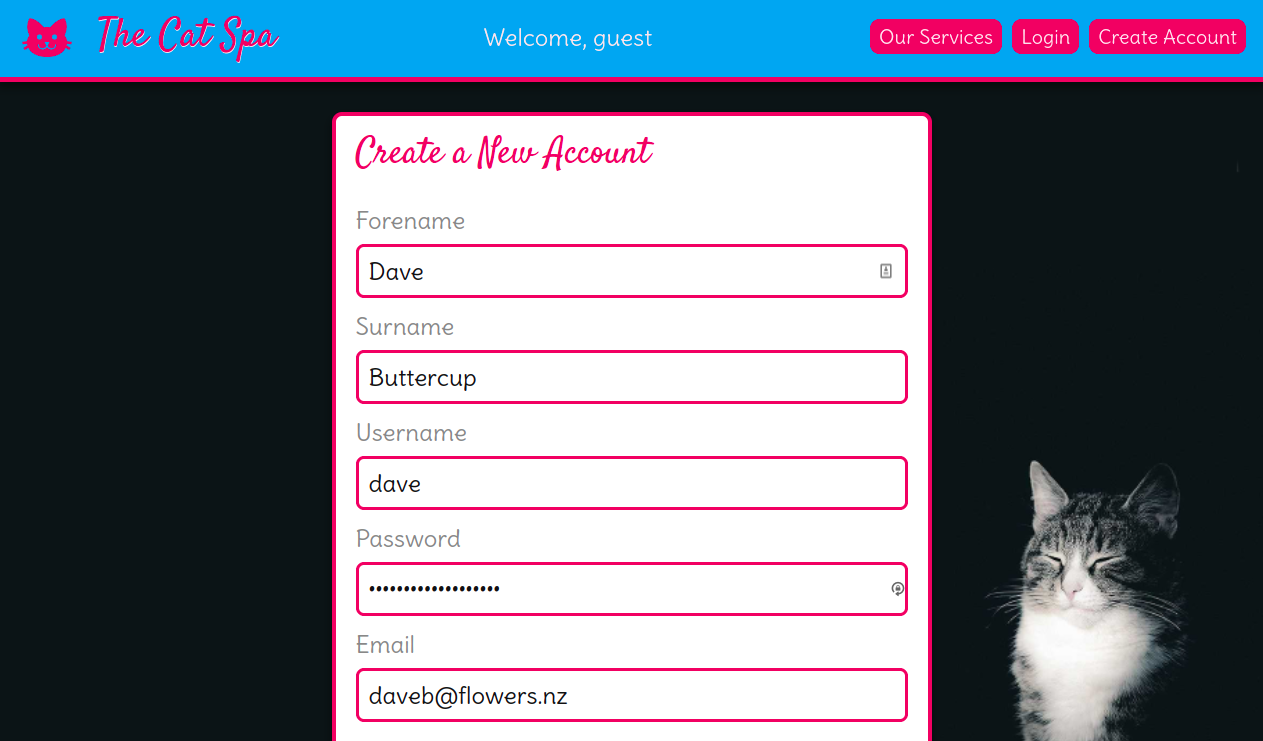 The Cat Spa
Welcome, guest
Our Services
Login
Create Account
Create a New Account
Forename
Dave
Surname
Buttercup
Username
dave
Password
•••••••••••••••••••
Email
daveb@flowers.nz